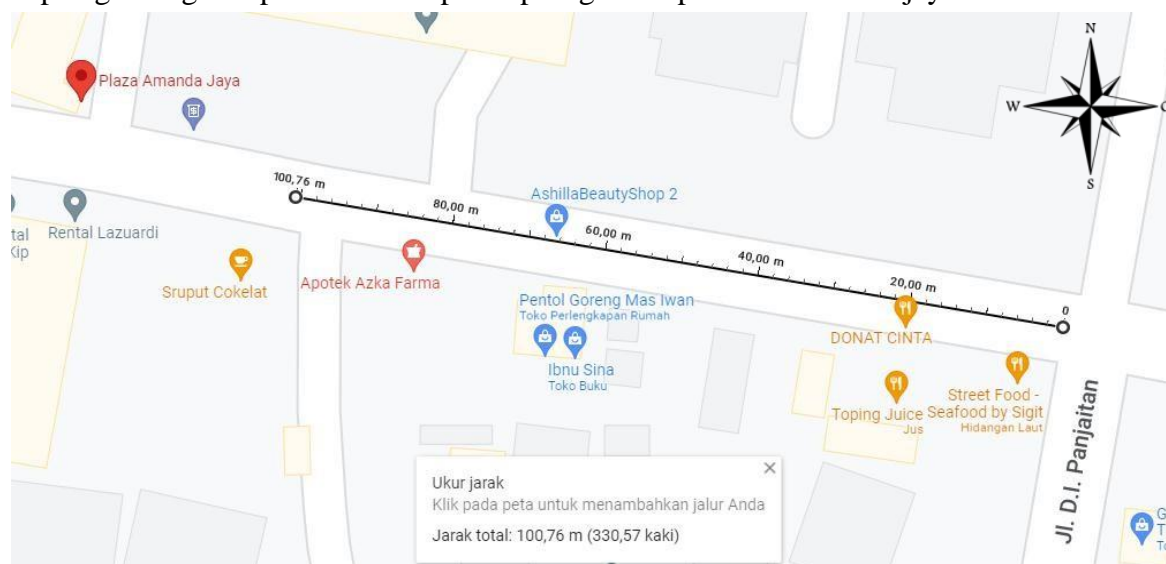 N
W
S
Plaza Amanda Jaya
100,76 m
80,00 m
AshillaBeautyShop 2
60,00 m
40,00 m
20,00 m
0
tal
Kip
Rental Lazuardi
Sruput Cokelat
Apotek Azka Farma
Pentol Goreng Mas Iwan
Toko Perlengkapan Rumah
Ibnu Sina
Toko Buku
DONAT CINTA
Toping Juice
Jus
Street Food -
Seafood by Sigit
Hidangan Laut
Jl. D.I. Panjaitan
G
T
To
Ukur jarak
Klik pada peta untuk menambahkan jalur Anda
Jarak total: 100,76 m (330,57 kaki)